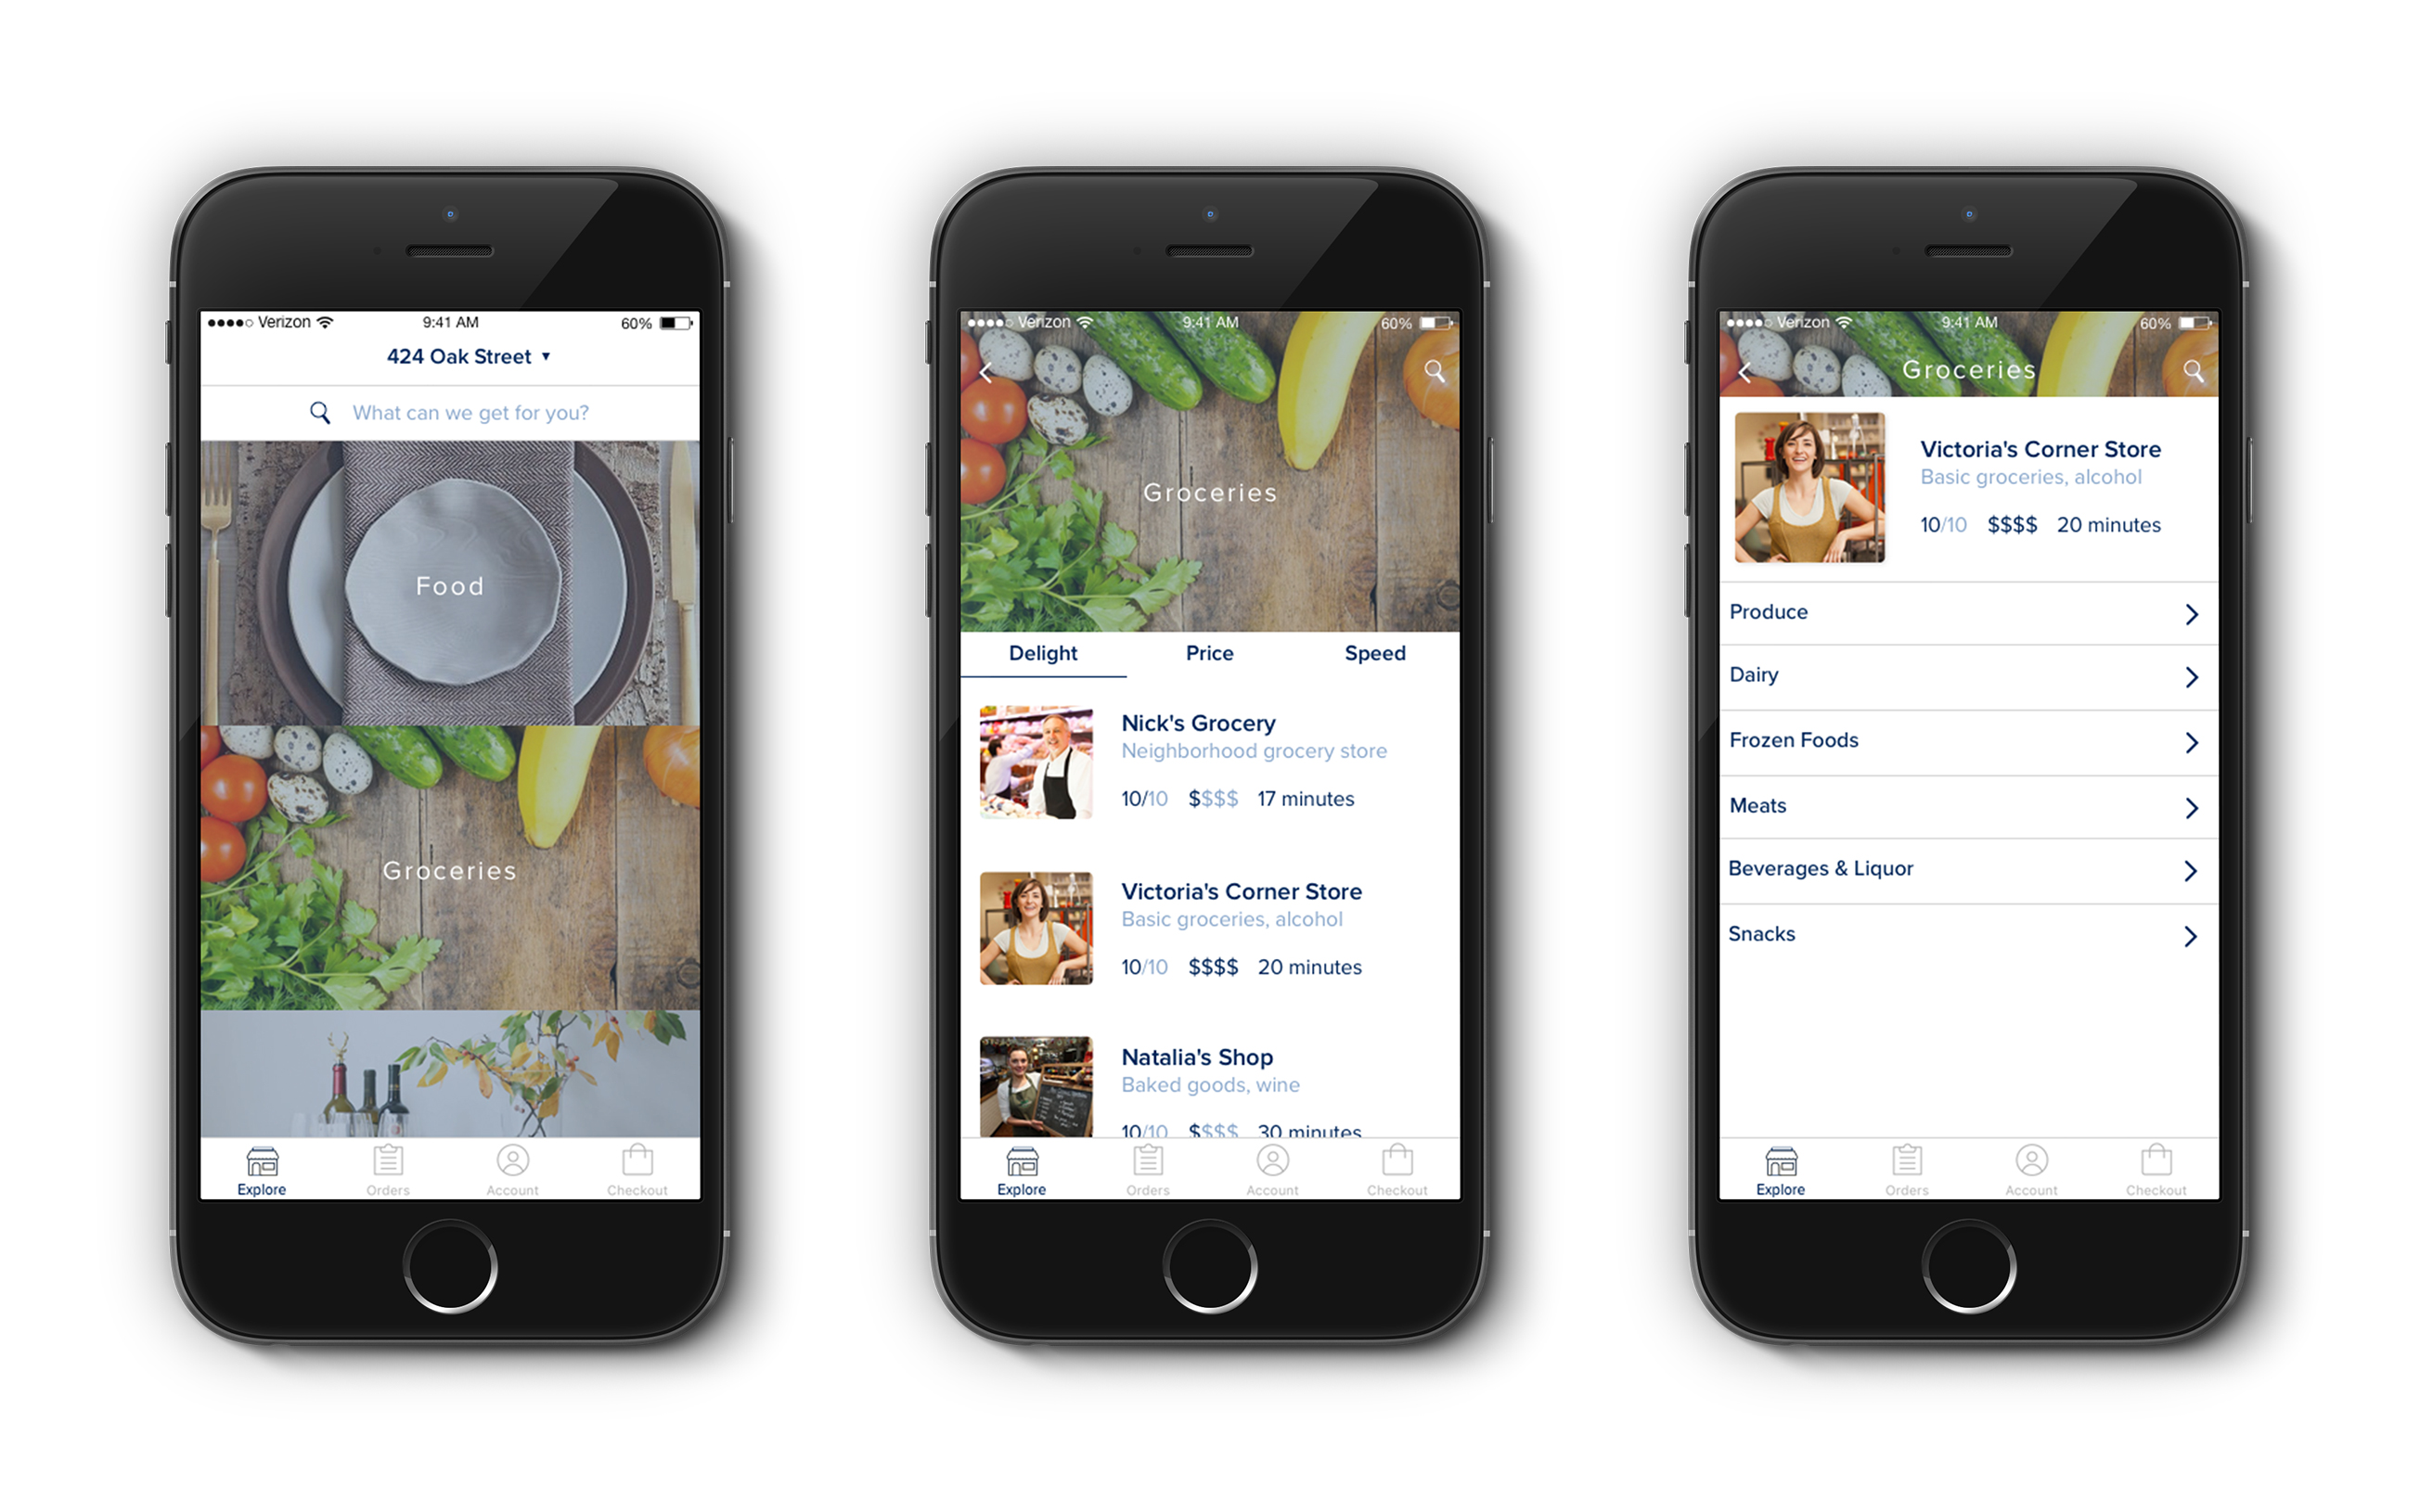 Verizon 9:41 AM 60%
424 Oak Street
What can we get for you?
Food
Groceries
Explore Orders Account Checkout
Verizon 9:41 AM 60%
Groceries
Delight Price Speed
Nick's Grocery
Neighborhood grocery store
10/10 $$$$ 17 minutes
Victoria's Corner Store
Basic groceries, alcohol
10/10 $$$$ 20 minutes
Natalia's Shop
Baked goods, wine
10/10 $$$$ 30 minutes
Explore Orders Account Checkout
Verizon 9:41 AM 60%
Groceries
Victoria's Corner Store
Basic groceries, alcohol
10/10 $$$$ 20 minutes
Produce
Dairy
Frozen Foods
Meats
Beverages & Liquor
Snacks
Explore Orders Account Checkout